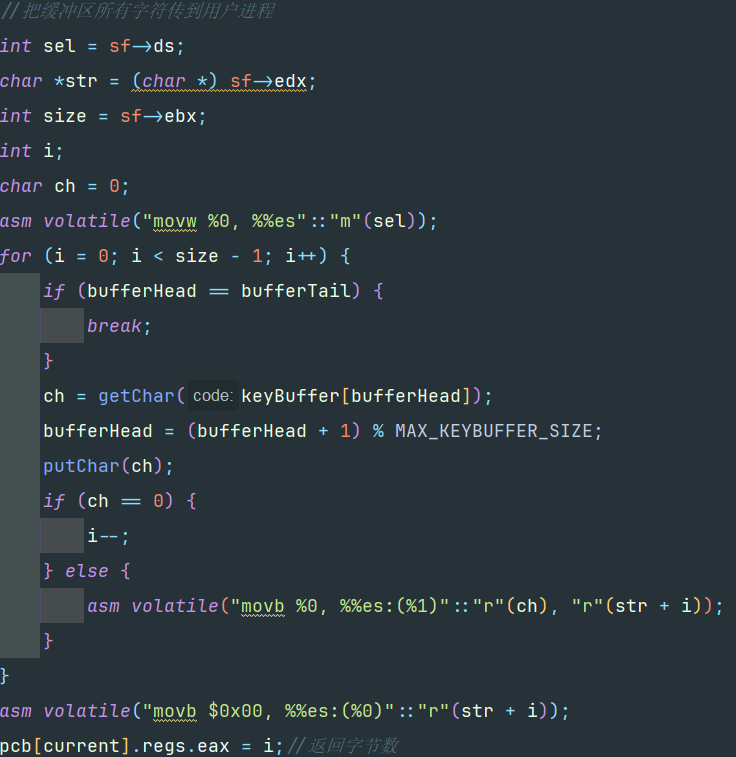 //把缓冲区所有字符传到用户进程
int sel = sf->ds;
char *str = (char *) sf->edx;
int size = sf->ebx;
int i;
char ch = 0;
asm volatile("movw %0, %%es"::"m"(sel));
for (i = 0; i < size - 1; i++) {
if (bufferHead == bufferTail) {
break;
}
ch = getChar( code: keyBuffer[bufferHead]);
bufferHead = (bufferHead + 1) % MAX_KEYBUFFER_SIZE;
putChar(ch);
if (ch == 0) {
i--;
} else {
asm volatile("movb %0, %%es:(%1)"::"r"(ch), "r"(str + i));
}
}
asm volatile("movb $0x00, %%es:(%0)"::"r"(str + i));
pcb[current].regs.eax = i;//返回字节数